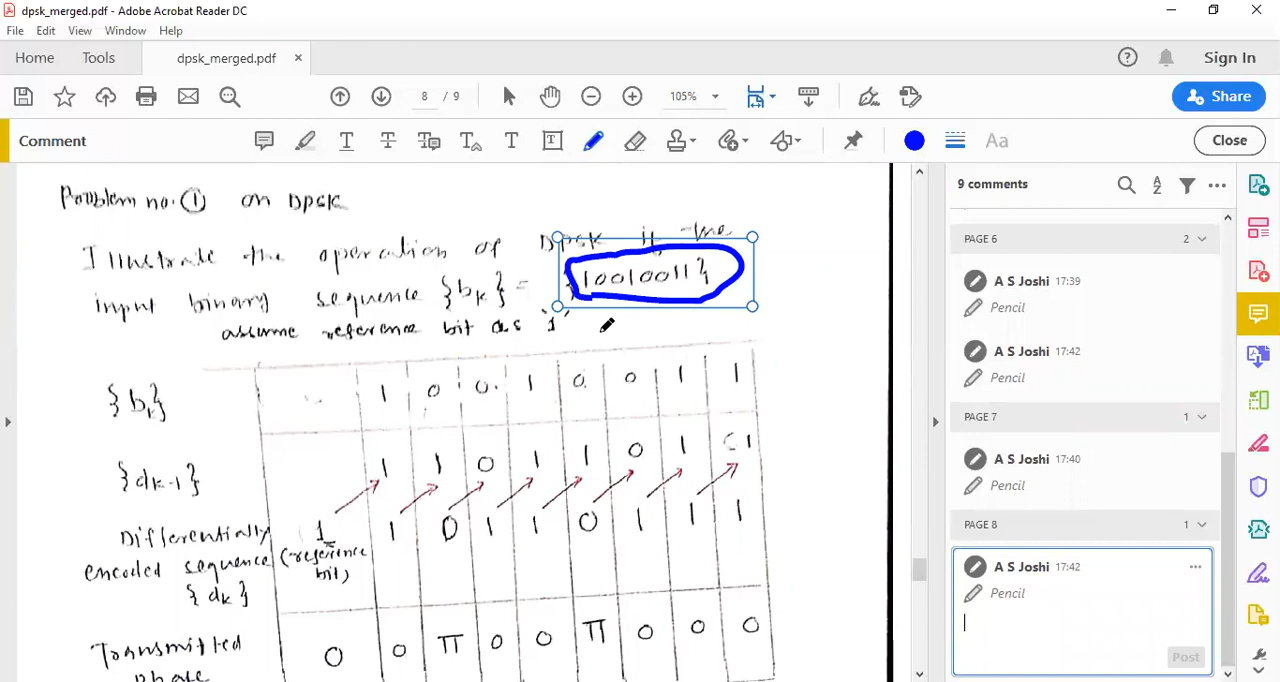 dpsk_merged.pdf - Adobe Acrobat Reader DC
File Edit View Window Help
Home Tools dpsk_merged.pdf × Sign In
8 / 9 105% Share
Comment Aa Close
Problem no. 1 on DPSK
Illustrate the operation of DPSK if the
input binary sequence {bk} = {10010011}
assume reference bit as '1'
{bk} 1 0 0 1 0 0 1 1
{dk-1} 1 1 0 1 1 0 1 1
Differentially 1 1 0 1 1 0 1 1 1
encoded sequence (reference
{dk} bit)
Transmitted 0 0 π 0 0 π 0 0 0
phase
9 comments
PAGE 6 2
A S Joshi 17:39
Pencil
A S Joshi 17:42
Pencil
PAGE 7 1
A S Joshi 17:40
Pencil
PAGE 8 1
A S Joshi 17:42
Pencil
Post